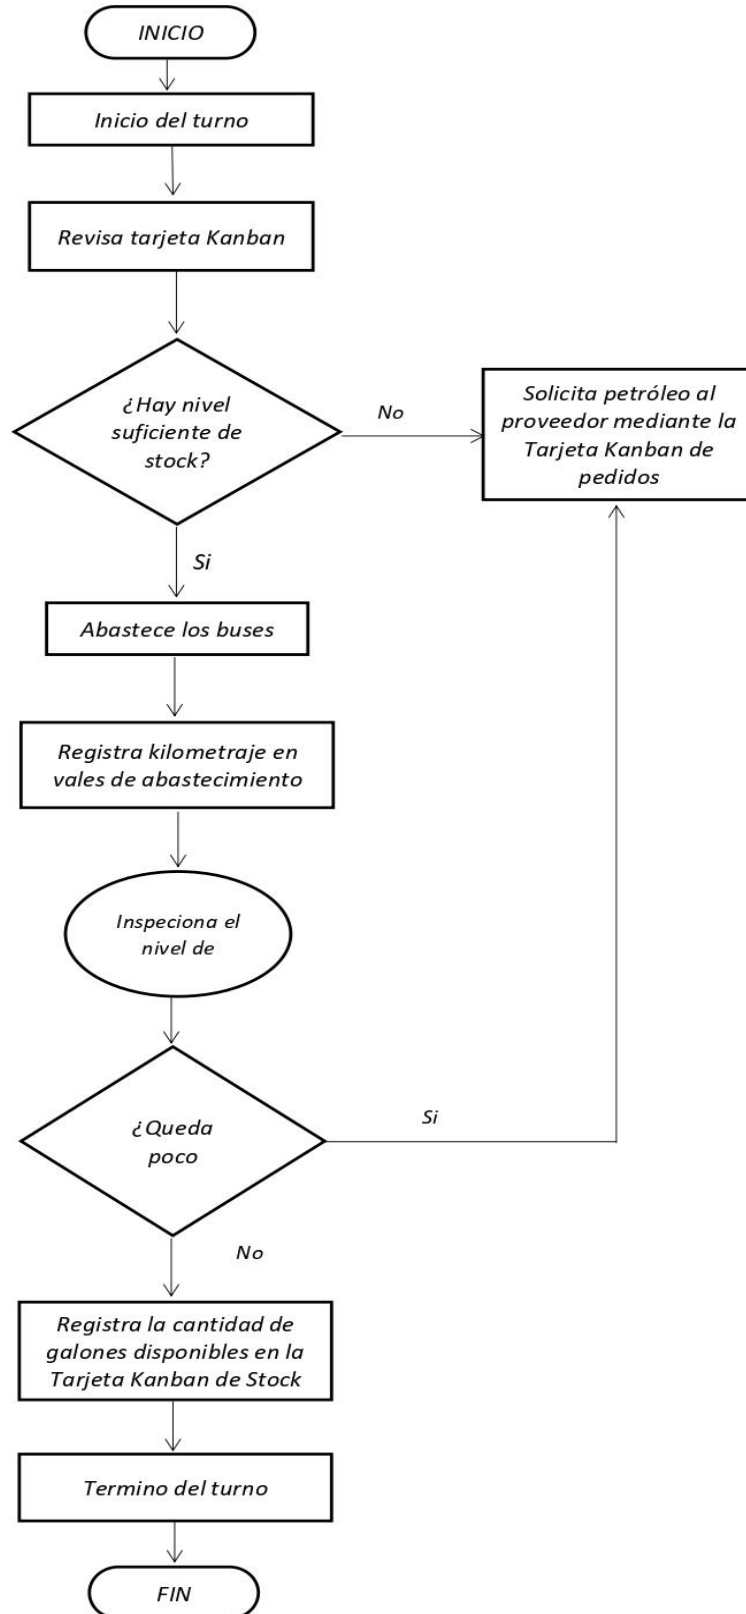 INICIO
Inicio del turno
Revisa tarjeta Kanban
¿Hay nivel
suficiente de
stock?
No
Solicita petróleo al
proveedor mediante la
Tarjeta Kanban de
pedidos
Si
Abastece los buses
Registra kilometraje en
vales de abastecimiento
Inspeciona el
nivel de
¿Queda
poco
Si
No
Registra la cantidad de
galones disponibles en la
Tarjeta Kanban de Stock
Termino del turno
FIN